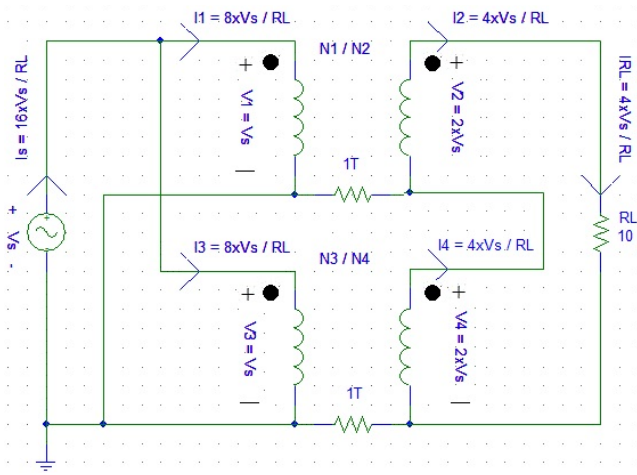 I1 = 8xVs / RL
I2 = 4xVs / RL
N1 / N2
Is = 16xVs / RL
+
V1 = Vs
—
+
V2 = 2xVs
IRL = 4xVs / RL
1T
+
Vs
-
RL
10
I3 = 8xVs / RL
N3 / N4
I4 = 4xVs / RL
+
V3 = Vs
—
+
V4 = 2xVs
—
1T